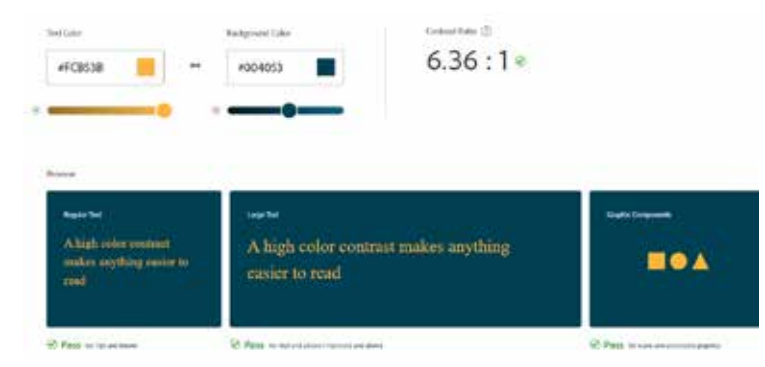 Text Color
Background Color
Contrast Ratio
#FCB53B
#004053
6.36 : 1
Preview
Regular Text
A high color contrast
makes anything easier to
read
Large Text
A high color contrast makes anything
easier to read
Graphic Components
Pass
Pass
Pass